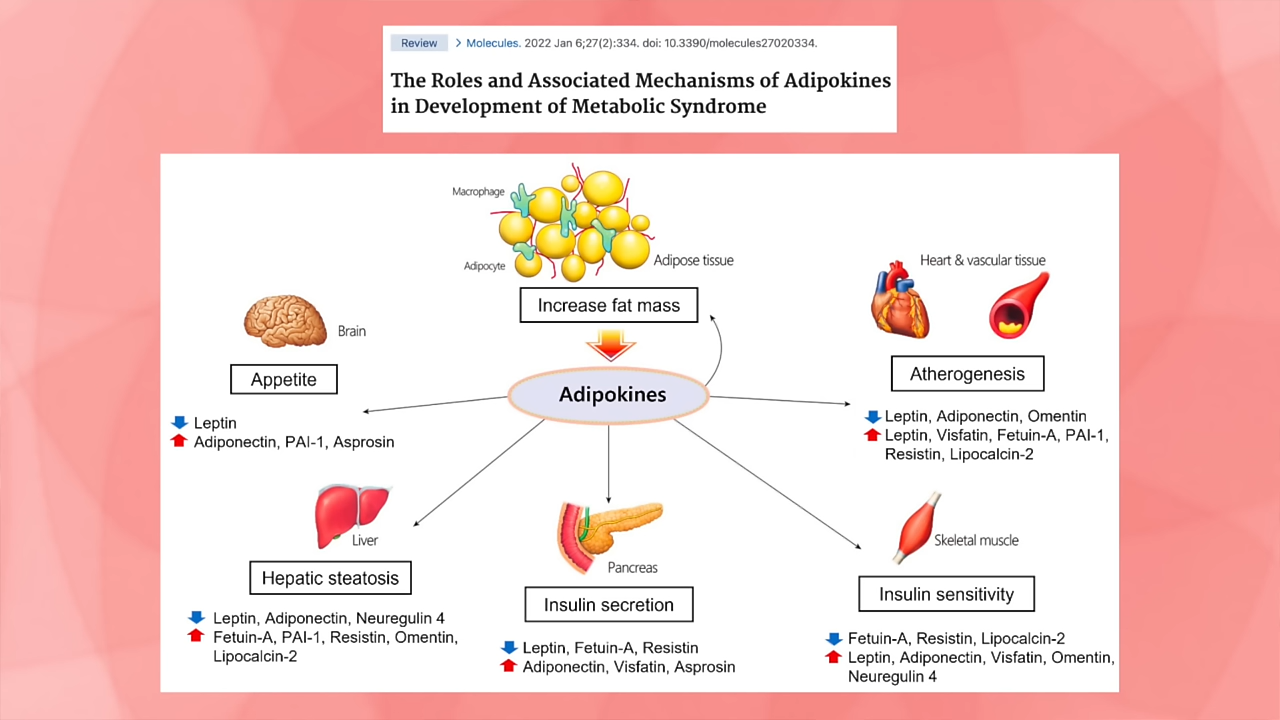 Review > Molecules. 2022 Jan 6;27(2):334. doi: 10.3390/molecules27020334.
The Roles and Associated Mechanisms of Adipokines
in Development of Metabolic Syndrome
Macrophage
Adipocyte
Adipose tissue
Increase fat mass
Brain
Appetite
Leptin
Adiponectin, PAI-1, Asprosin
Adipokines
Heart & vascular tissue
Atherogenesis
Leptin, Adiponectin, Omentin
Leptin, Visfatin, Fetuin-A, PAI-1,
Resistin, Lipocalcin-2
Liver
Hepatic steatosis
Leptin, Adiponectin, Neuregulin 4
Fetuin-A, PAI-1, Resistin, Omentin,
Lipocalcin-2
Pancreas
Insulin secretion
Leptin, Fetuin-A, Resistin
Adiponectin, Visfatin, Asprosin
Skeletal muscle
Insulin sensitivity
Fetuin-A, Resistin, Lipocalcin-2
Leptin, Adiponectin, Visfatin, Omentin,
Neuregulin 4